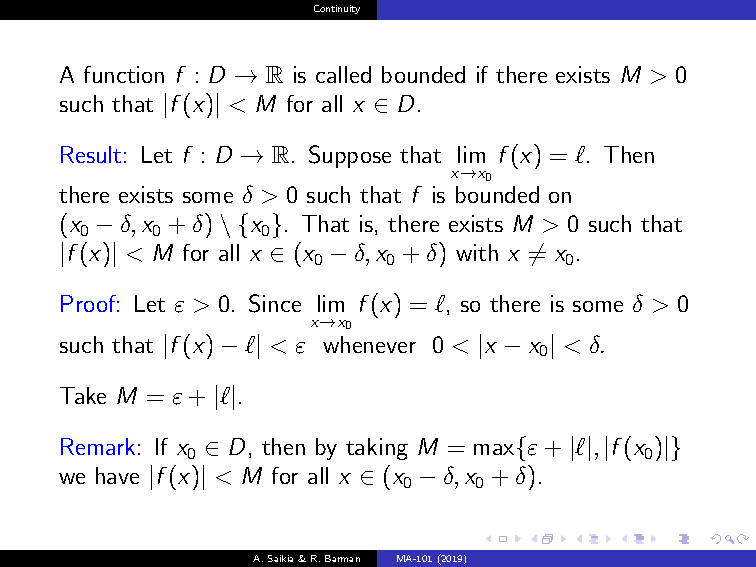 Continuity
A function f : D → ℝ is called bounded if there exists M > 0
such that |f(x)| < M for all x ∈ D.
Result: Let f : D → ℝ. Suppose that lim_{x→x₀} f(x) = ℓ. Then
there exists some δ > 0 such that f is bounded on
(x₀ − δ, x₀ + δ) \ {x₀}. That is, there exists M > 0 such that
|f(x)| < M for all x ∈ (x₀ − δ, x₀ + δ) with x ≠ x₀.
Proof: Let ε > 0. Since lim_{x→x₀} f(x) = ℓ, so there is some δ > 0
such that |f(x) − ℓ| < ε whenever 0 < |x − x₀| < δ.
Take M = ε + |ℓ|.
Remark: If x₀ ∈ D, then by taking M = max{ε + |ℓ|, |f(x₀)|}
we have |f(x)| < M for all x ∈ (x₀ − δ, x₀ + δ).
A. Saikia & R. Barman MA-101 (2019)